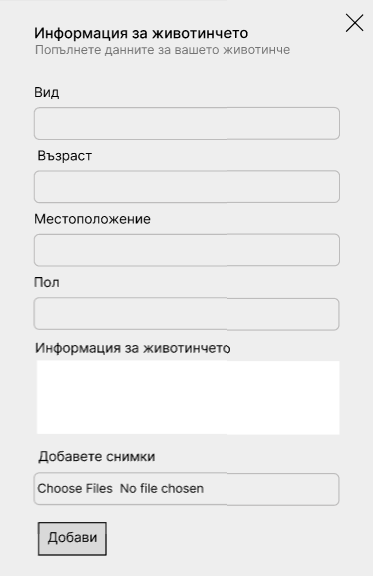 Информация за животинчето
Попълнете данните за вашето животинче
Вид
Възраст
Местоположение
Пол
Информация за животинчето
Добавете снимки
Choose Files No file chosen
Добави